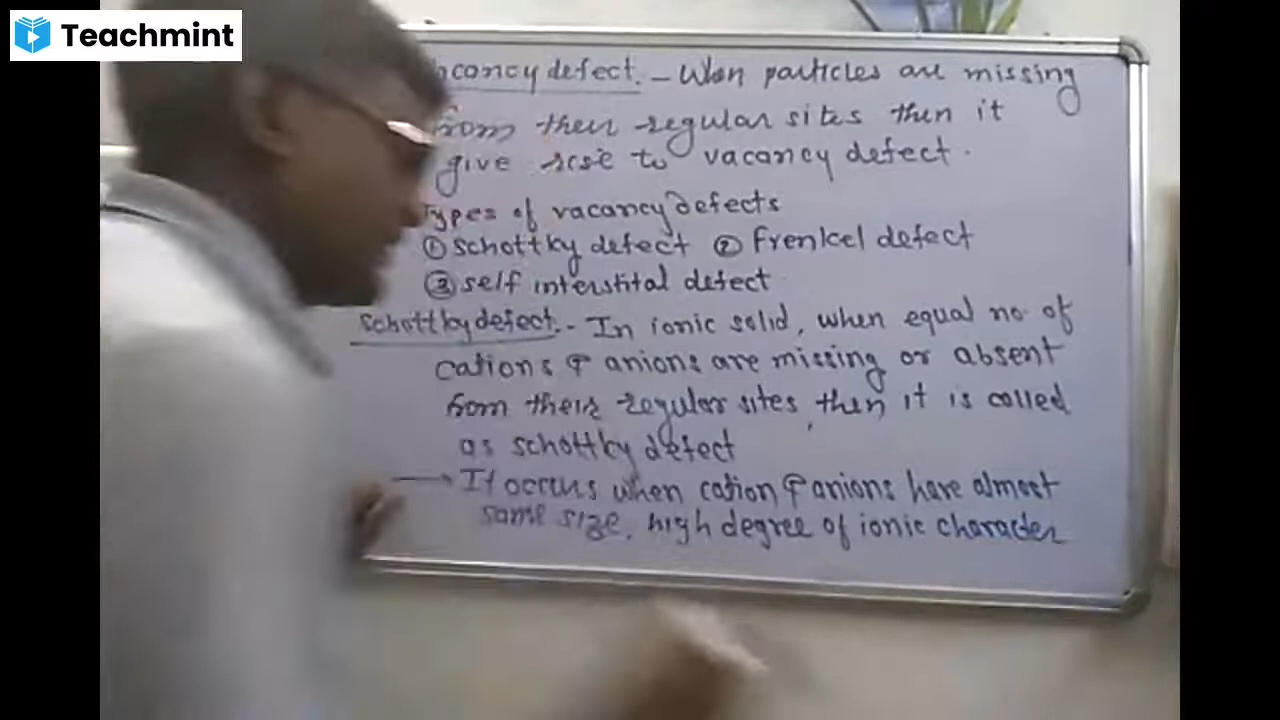 Teachmint
vacancy defect. - When particles are missing
from their regular sites then it
give rise to vacancy defect.
Types of vacancy defects
① Schottky defect ② Frenkel defect
③ self interstital defect
Schottky defect. - In ionic solid, when equal no. of
cations & anions are missing or absent
from their regular sites, then it is called
as schottky defect
→ It occurs when cation & anions have almost
same size, high degree of ionic character